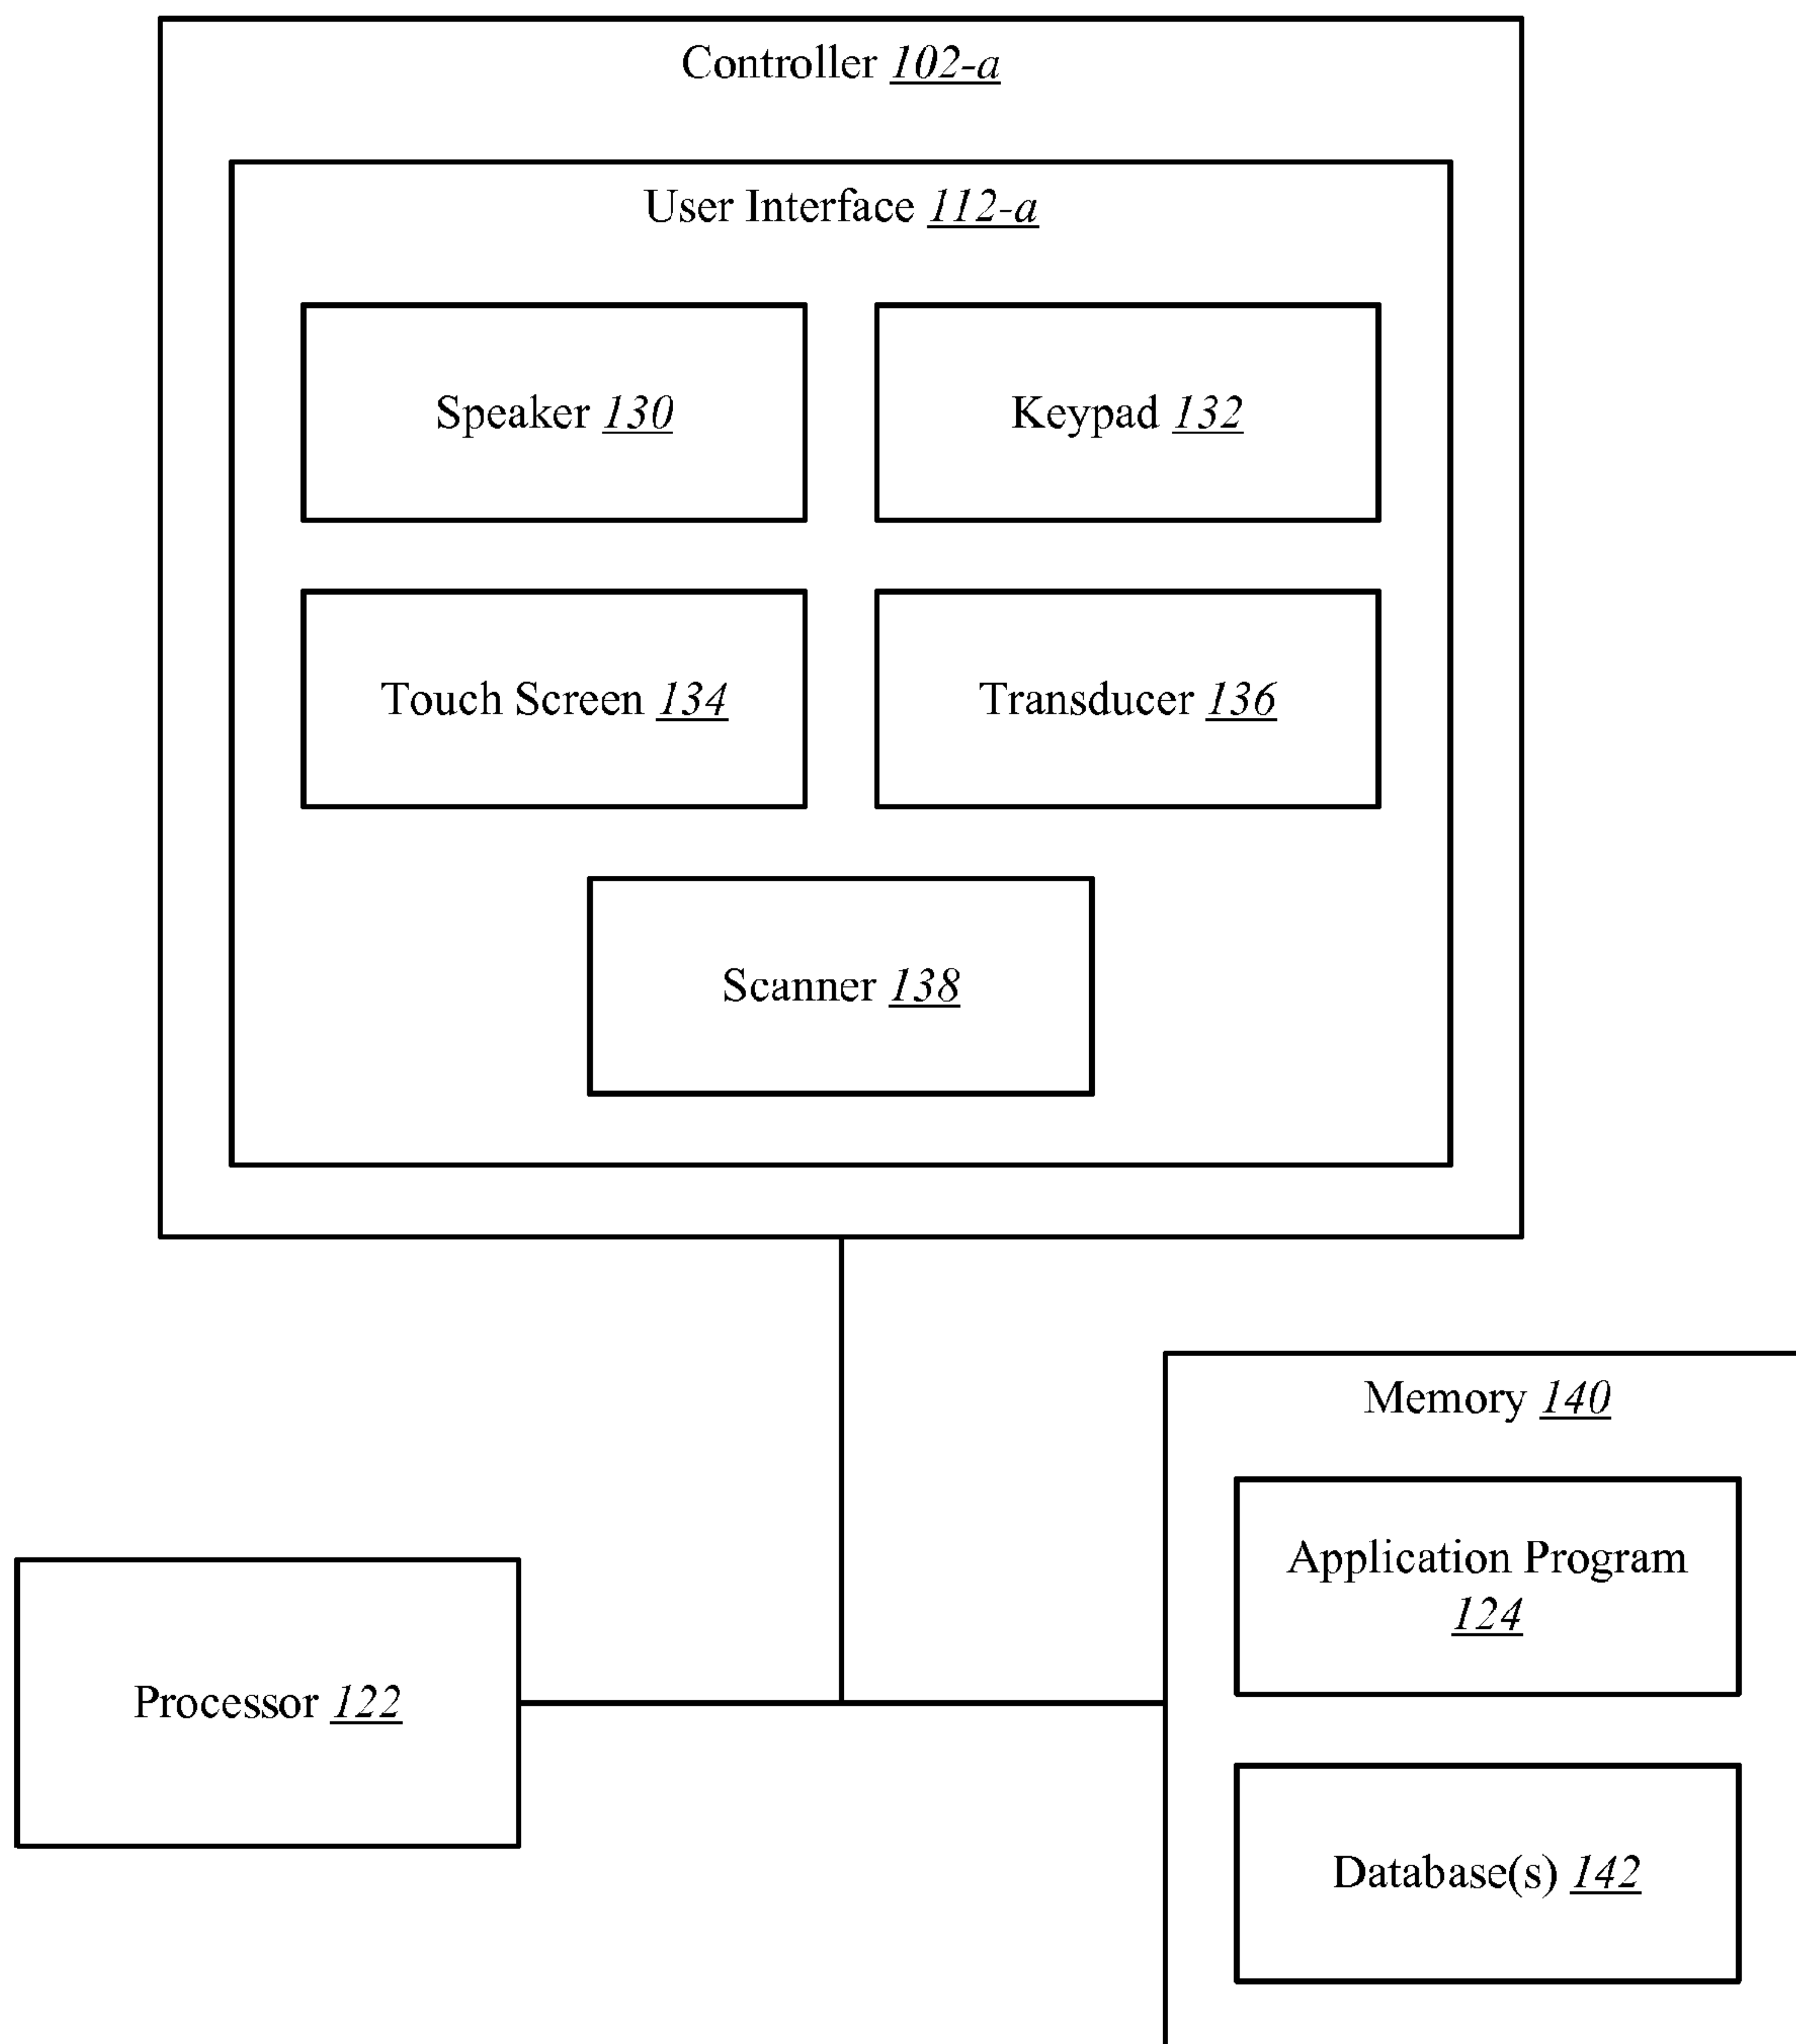 Controller 102-a
User Interface 112-a
Speaker 130
Keypad 132
Touch Screen 134
Transducer 136
Scanner 138
Memory 140
Application Program
124
Processor 122
Database(s) 142